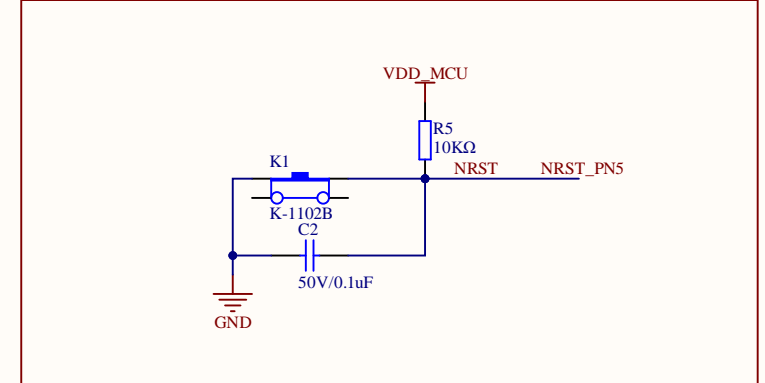 VDD_MCU
R5
10KΩ
K1
NRST NRST_PN5
K-1102B
C2
50V/0.1uF
GND